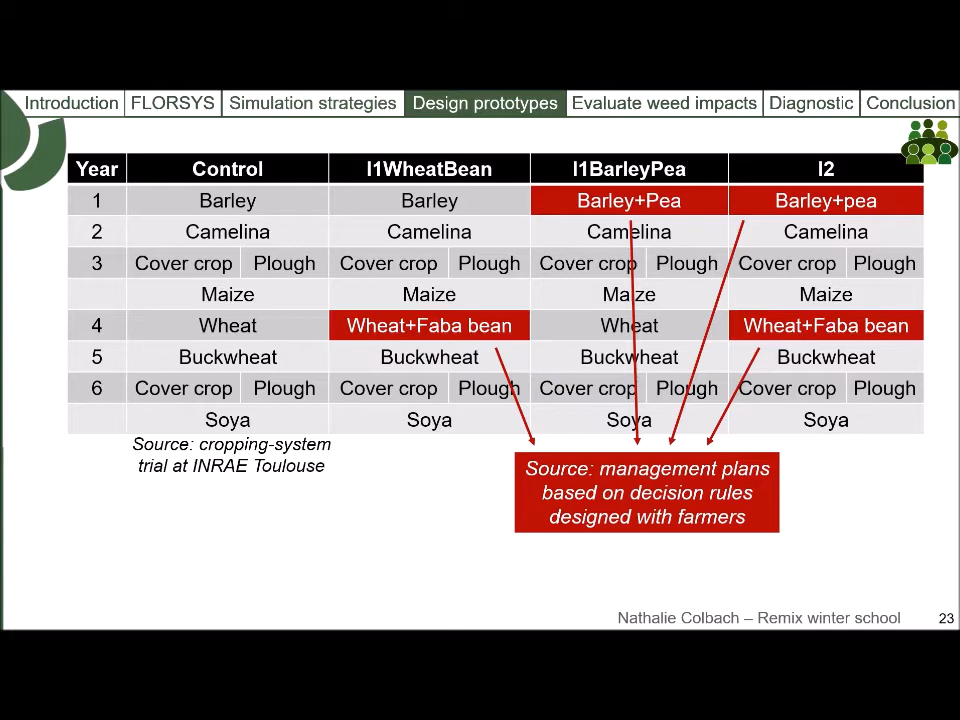 Introduction FLORSYS Simulation strategies Design prototypes Evaluate weed impacts Diagnostic Conclusion
Year Control I1WheatBean I1BarleyPea I2
1 Barley Barley Barley+Pea Barley+pea
2 Camelina Camelina Camelina Camelina
3 Cover crop Plough Cover crop Plough Cover crop Plough Cover crop Plough
Maize Maize Maize Maize
4 Wheat Wheat+Faba bean Wheat Wheat+Faba bean
5 Buckwheat Buckwheat Buckwheat Buckwheat
6 Cover crop Plough Cover crop Plough Cover crop Plough Cover crop Plough
Soya Soya Soya Soya
Source: cropping-system
trial at INRAE Toulouse
Source: management plans
based on decision rules
designed with farmers
Nathalie Colbach – Remix winter school 23